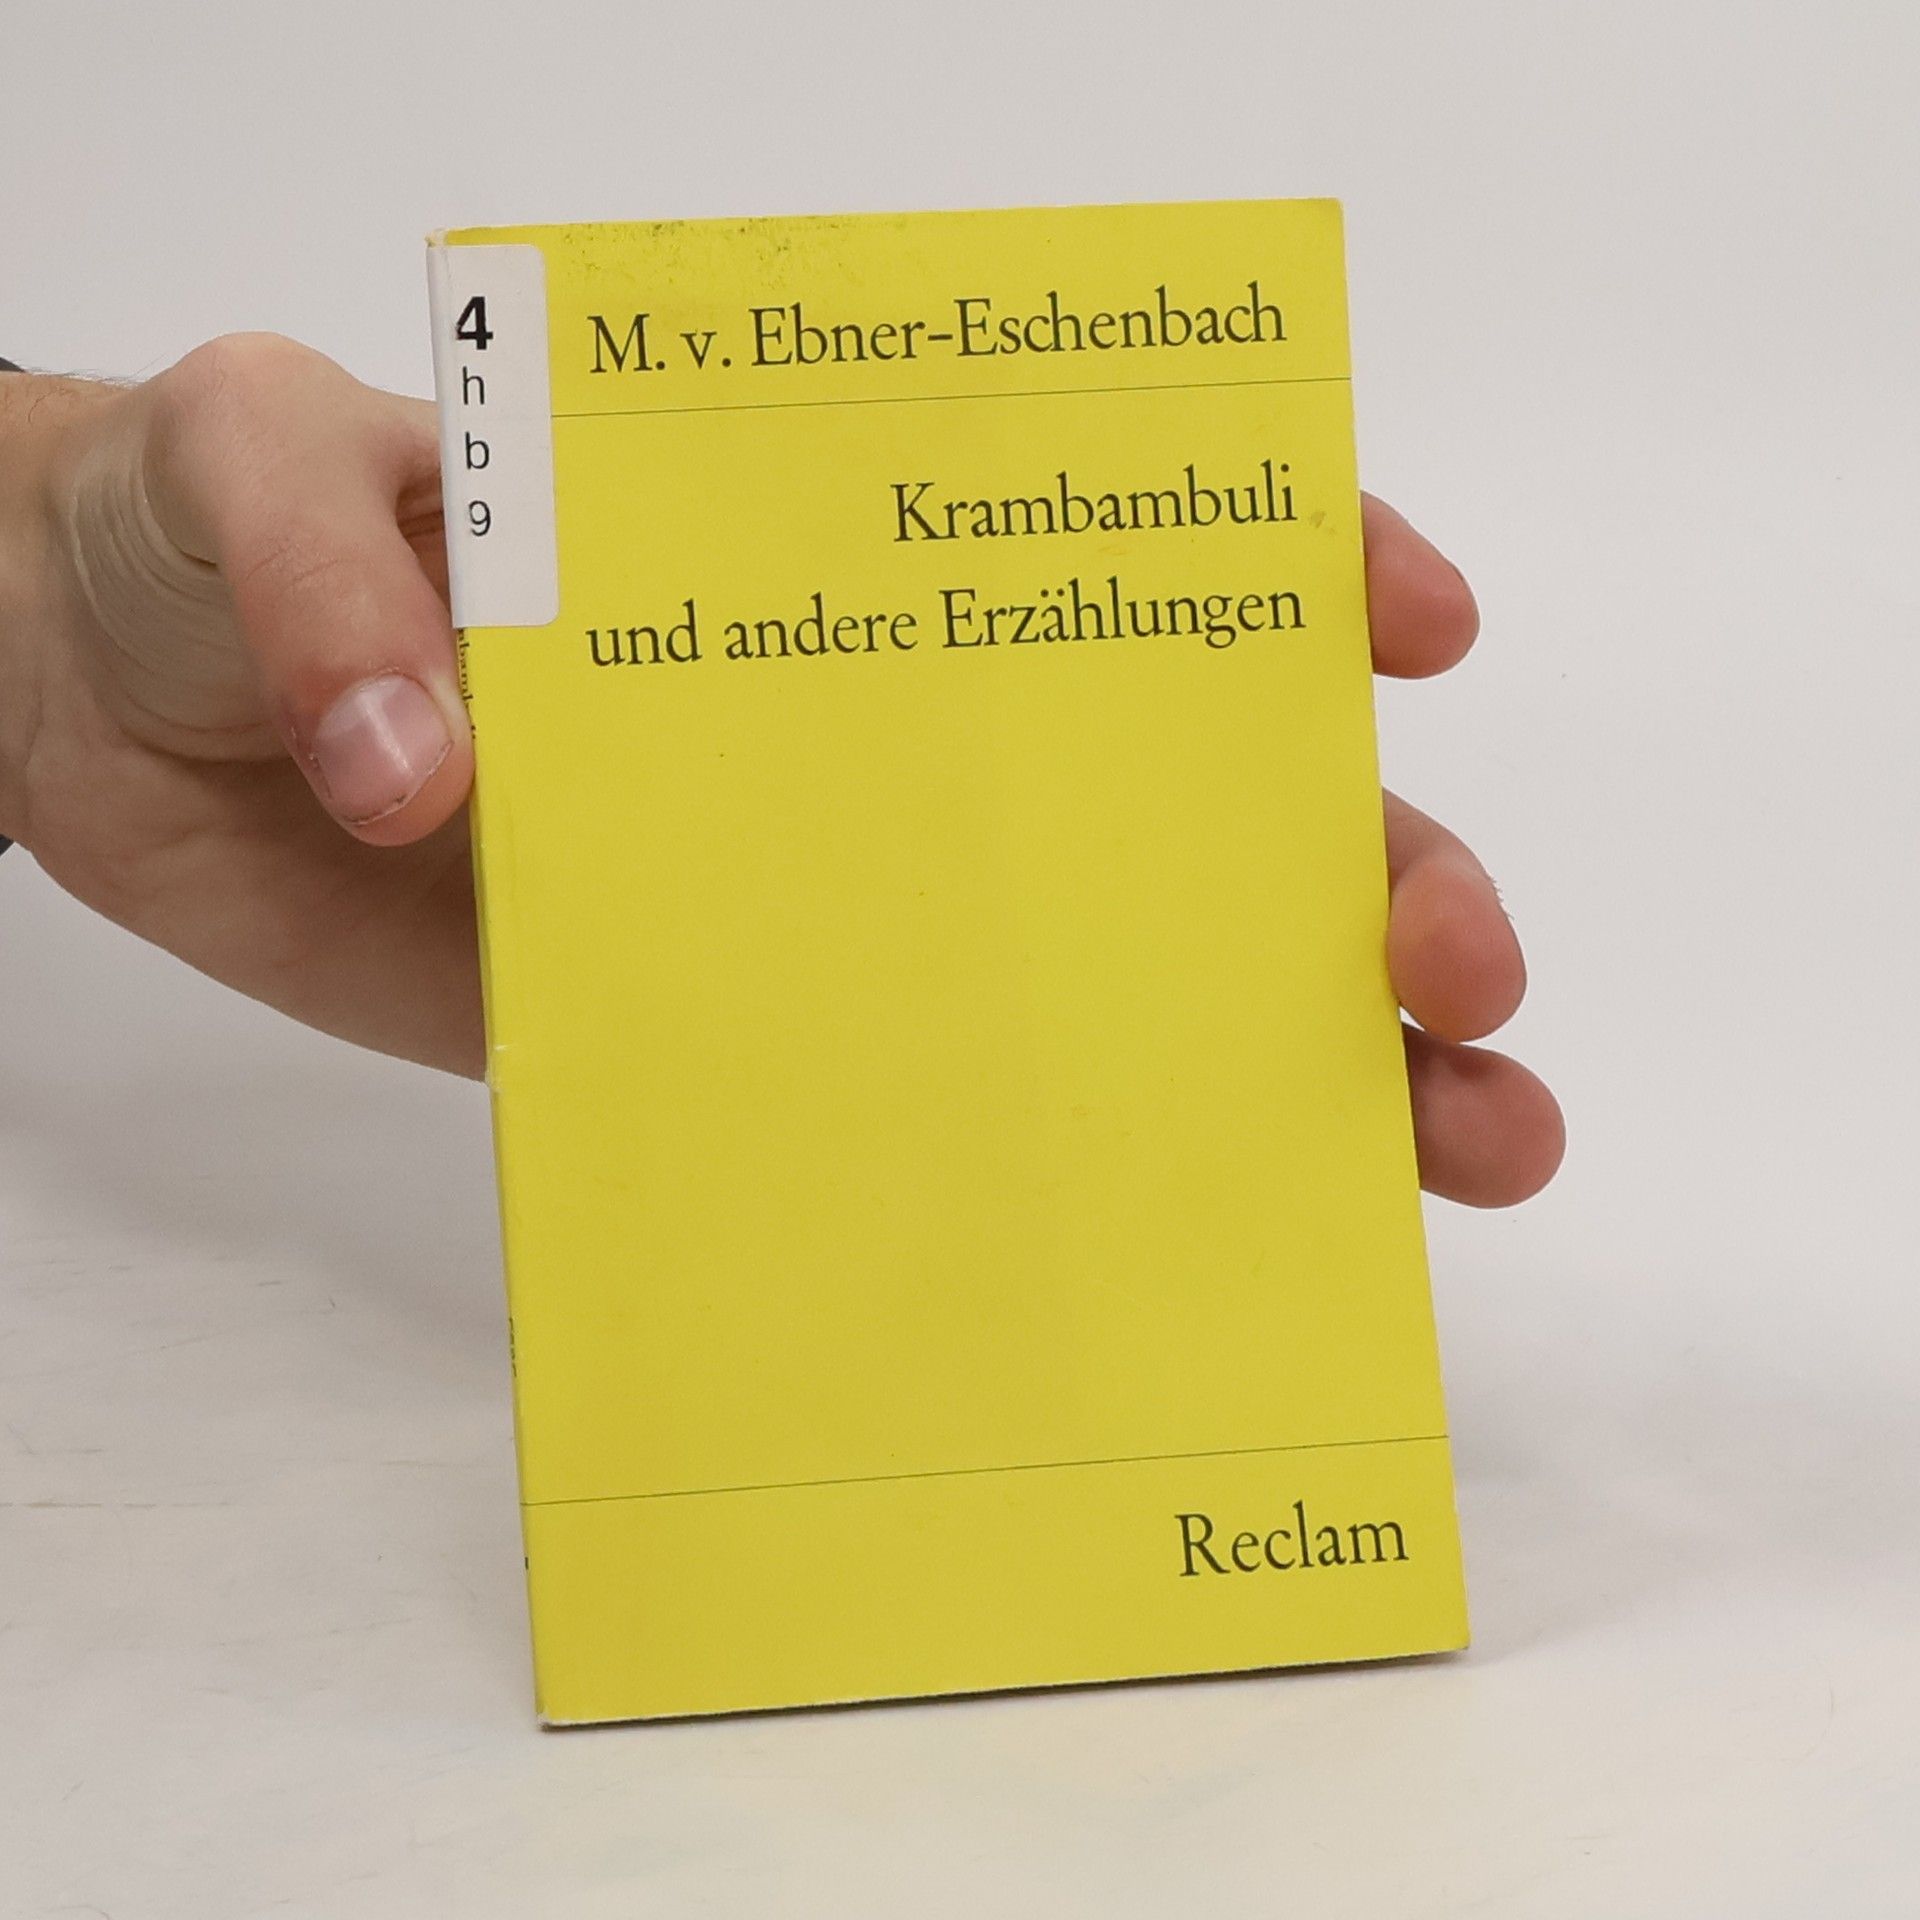 4
h
b
9
M. v. Ebner-Eschenbach
Krambambuli
und andere Erzählungen
Reclam